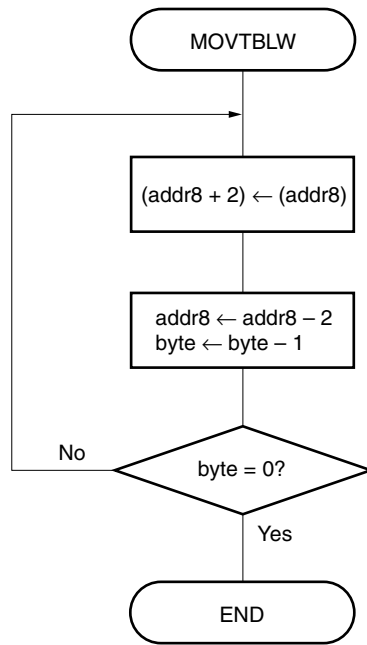 MOVTBLW
(addr8 + 2) ← (addr8)
addr8 ← addr8 – 2
byte ← byte – 1
byte = 0?
No
Yes
END